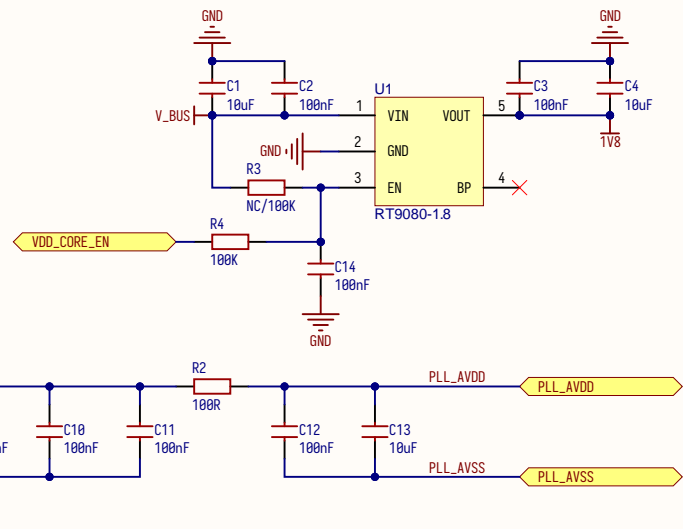 GND
GND
C1
10uF
C2
100nF
U1
C3
100nF
C4
10uF
V_BUS
1
VIN
VOUT
5
1V8
GND
2
GND
R3
NC/100K
3
EN
BP
4
RT9080-1.8
VDD_CORE_EN
R4
100K
C14
100nF
GND
R2
100R
PLL_AVDD
PLL_AVDD
nF
C10
100nF
C11
100nF
C12
100nF
C13
10uF
PLL_AVSS
PLL_AVSS